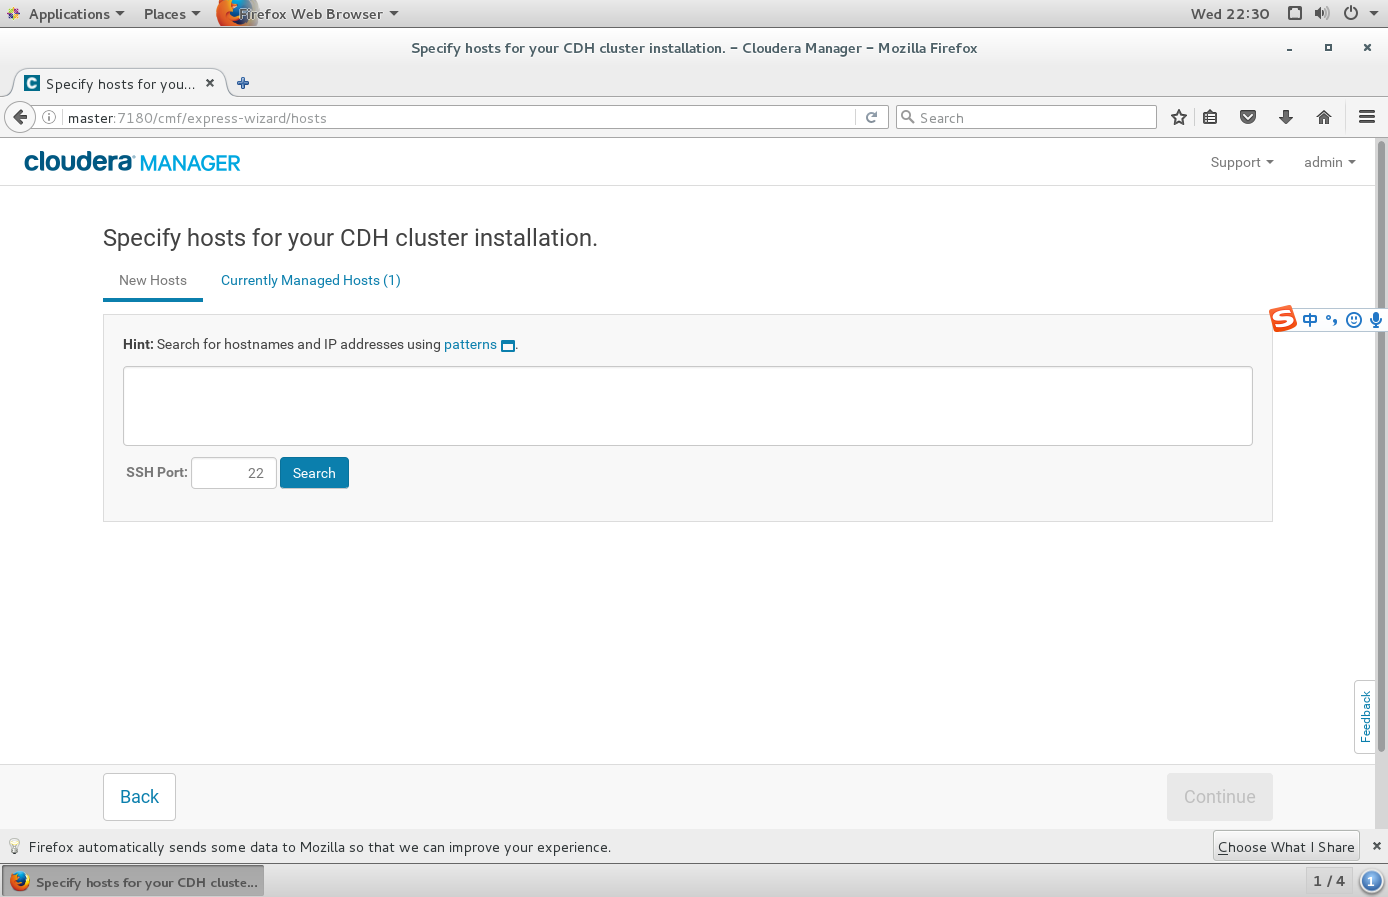 Applications Places Firefox Web Browser Wed 22:30
Specify hosts for your CDH cluster installation. – Cloudera Manager – Mozilla Firefox
Specify hosts for you...
master:7180/cmf/express-wizard/hosts Search
cloudera MANAGER Support admin
Specify hosts for your CDH cluster installation.
New Hosts Currently Managed Hosts (1)
中
Hint: Search for hostnames and IP addresses using patterns .
SSH Port: 22 Search
Feedback
Back Continue
Firefox automatically sends some data to Mozilla so that we can improve your experience. Choose What I Share
Specify hosts for your CDH cluste... 1 / 4 1